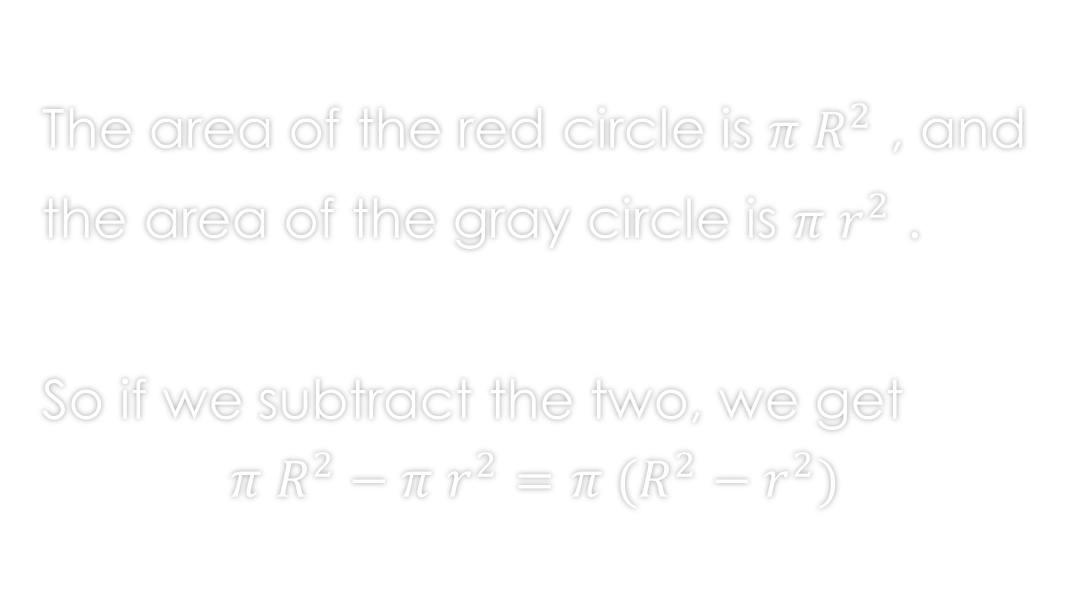 The area of the red circle is π R² , and
the area of the gray circle is π r² .
So if we subtract the two, we get
π R² − π r² = π (R² − r²)